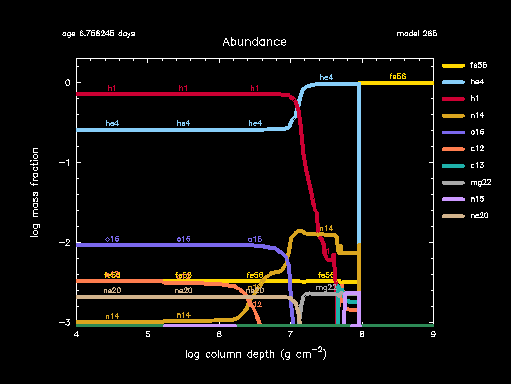 age 6.758245 days
model 265
Abundance
fe56
he4
h1
n14
o16
c12
c13
mg22
n15
ne20
log mass fraction
0
−1
−2
−3
h1 h1 h1
he4 he4 he4
he4
fe56
o16 o16 o16
n14
fe56 fe56 fe56
ne20 ne20
mg22
c12
n14 n14
4 5 6 7 8 9
log column depth (g cm⁻²)